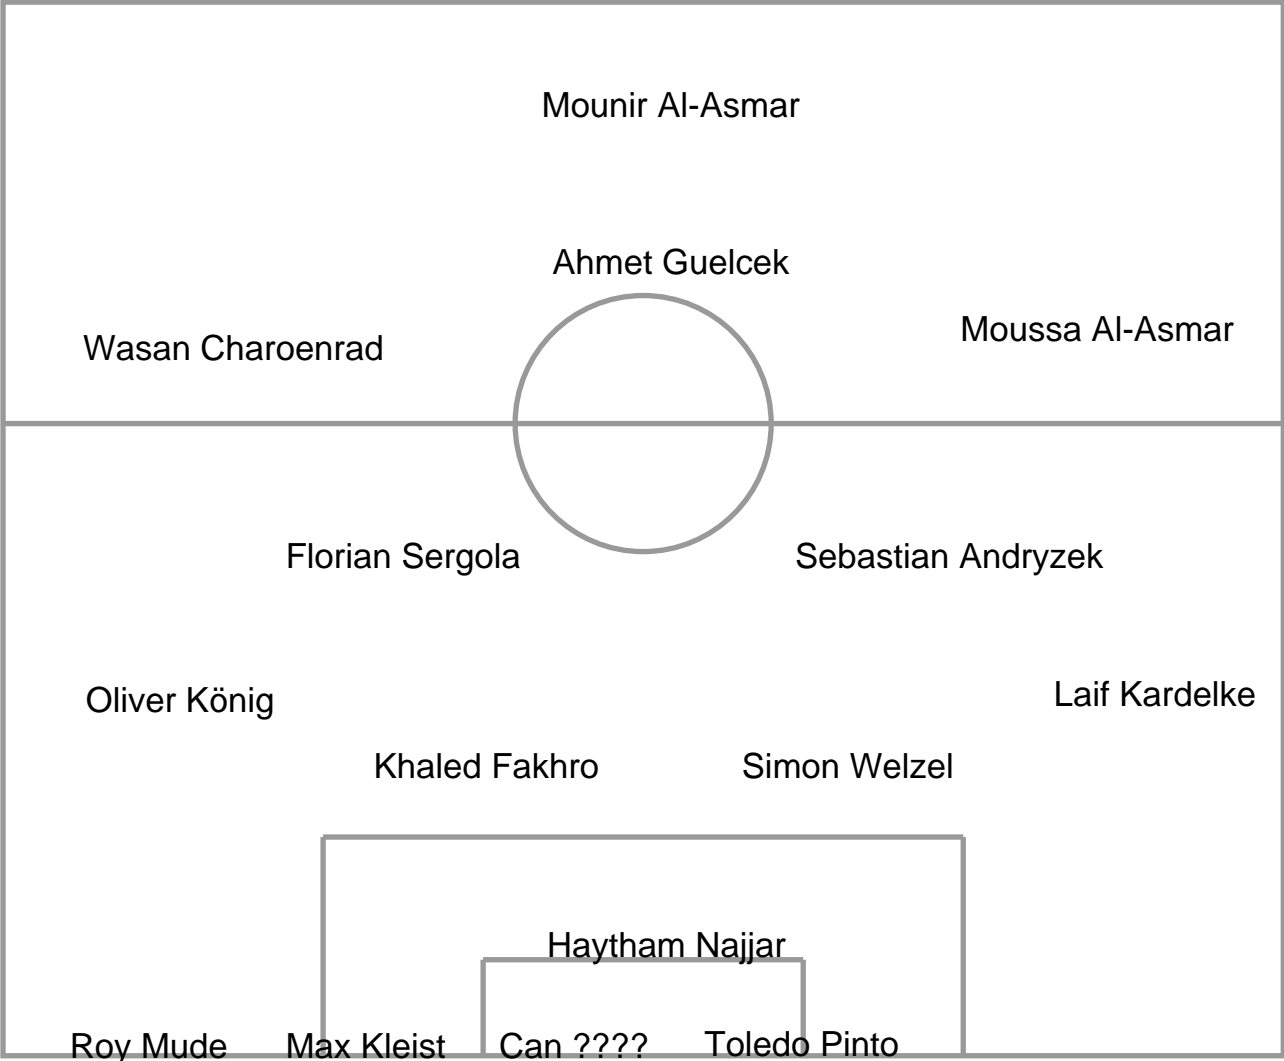 Mounir Al-Asmar
Ahmet Guelcek
Wasan Charoenrad
Moussa Al-Asmar
Florian Sergola
Sebastian Andryzek
Oliver König
Laif Kardelke
Khaled Fakhro
Simon Welzel
Haytham Najjar
Roy Mude
Max Kleist
Can ????
Toledo Pinto